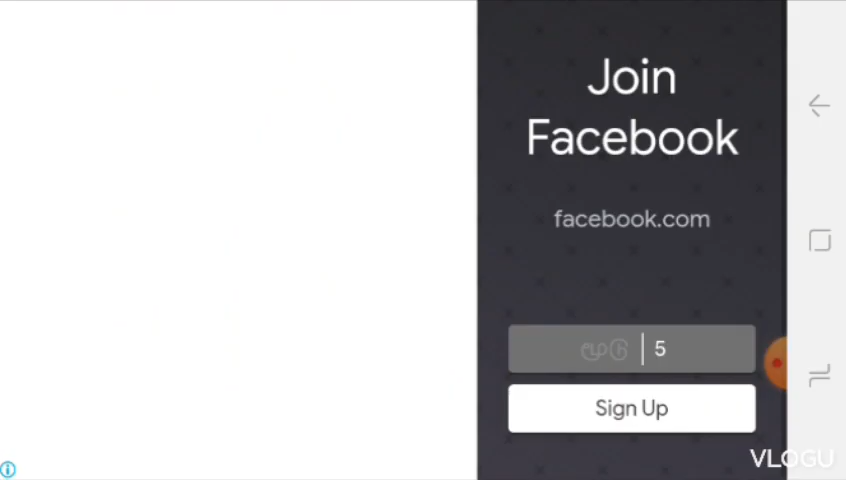 Join
Facebook
facebook.com
மூடு | 5
Sign Up
VLOGU